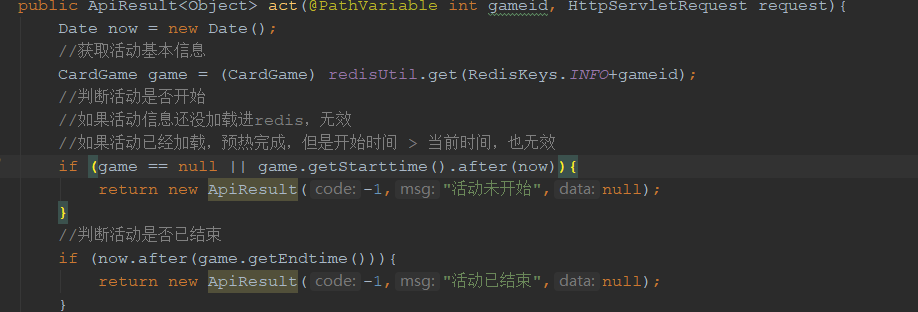 public ApiResult<Object> act(@PathVariable int gameid, HttpServletRequest request){
Date now = new Date();
//获取活动基本信息
CardGame game = (CardGame) redisUtil.get(RedisKeys.INFO+gameid);
//判断活动是否开始
//如果活动信息还没加载进redis，无效
//如果活动已经加载，预热完成，但是开始时间 > 当前时间，也无效
if (game == null || game.getStarttime().after(now)){
return new ApiResult( code: -1, msg: "活动未开始", data: null);
}
//判断活动是否已结束
if (now.after(game.getEndtime())){
return new ApiResult( code: -1, msg: "活动已结束", data: null);
}